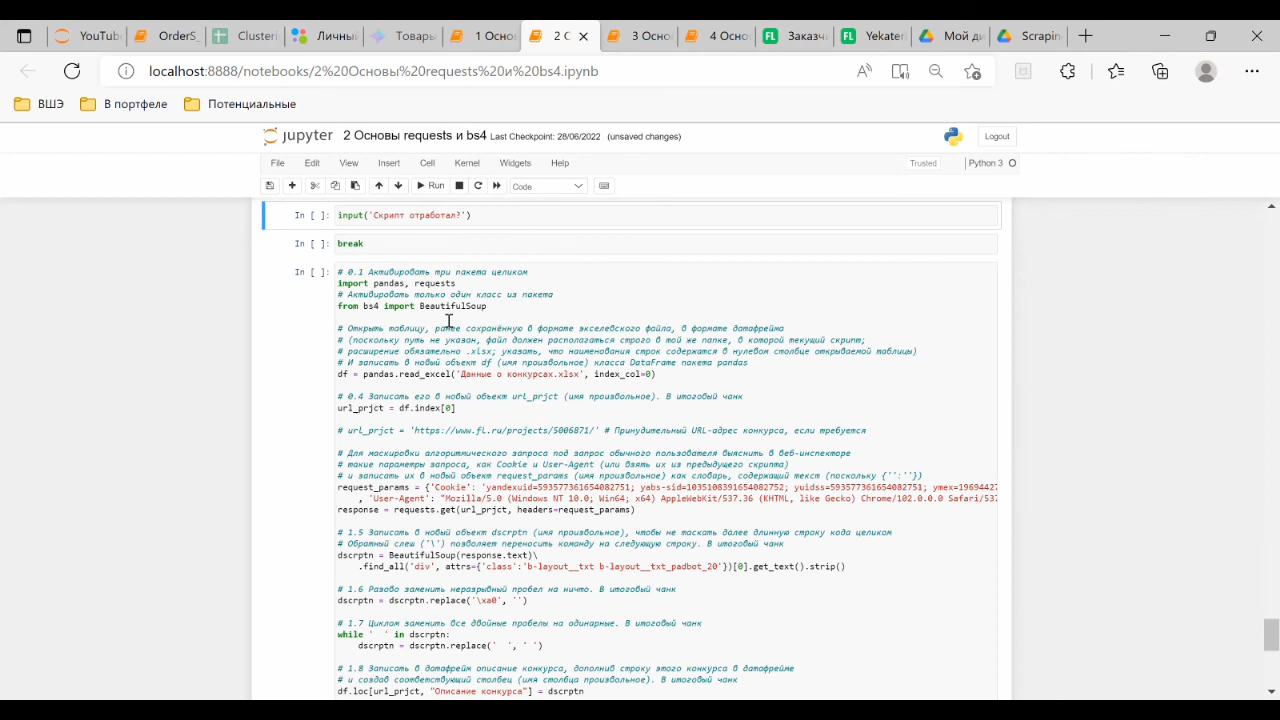 YouTub
OrderS_
Clusteri
Личный
Товары
1 Осно
2 О
3 Осно
4 Осно
FL
Заказч
FL
Yekateri
Мой ди
Scrapin
localhost:8888/notebooks/2%20Основы%20requests%20и%20bs4.ipynb
ВШЭ
В портфеле
Потенциальные
jupyter 2 Основы requests и bs4 Last Checkpoint: 28/06/2022 (unsaved changes)
Logout
File Edit View Insert Cell Kernel Widgets Help
Trusted
Python 3
Run
Code
In [ ]: input('Скрипт отработал?')
In [ ]: break
In [ ]: # 0.1 Активировать три пакета целиком
import pandas, requests
# Активировать только один класс из пакета
from bs4 import BeautifulSoup
# Открыть таблицу, ранее сохранённую в формате экселевского файла, в формате датафрейма
# (поскольку путь не указан, файл должен располагаться строго в той же папке, в которой текущий скрипт;
# расширение обязательно .xlsx; указать, что наименования строк содержатся в нулевом столбце открываемой таблицы)
# И записать в новый объект df (имя произвольное) класса DataFrame пакета pandas
df = pandas.read_excel('Данные о конкурсах.xlsx', index_col=0)
# 0.4 Записать его в новый объект url_prjct (имя произвольное). В итоговый чанк
url_prjct = df.index[0]
# url_prjct = 'https://www.fl.ru/projects/5006871/' # Принудительный URL-адрес конкурса, если требуется
# Для маскировки алгоритмического запроса под запрос обычного пользователя выяснить в веб-инспекторе
# такие параметры запроса, как Cookie и User-Agent (или взять их из предыдущего скрипта)
# и записать их в новый объект request_params (имя произвольное) как словарь, содержащий текст (поскольку {'':''})
request_params = {'Cookie': 'yandexuid=5935773616540​82751; yabs-sid=1035108391654082752; yuidss=593577361654082751; ymex=19694427
, 'User-Agent': "Mozilla/5.0 (Windows NT 10.0; Win64; x64) AppleWebKit/537.36 (KHTML, like Gecko) Chrome/102.0.0.0 Safari/537
response = requests.get(url_prjct, headers=request_params)
# 1.5 Записать в новый объект dscrptn (имя произвольное), чтобы не таскать далее длинную строку кода целиком
# Обратный слеш ('\') позволяет переносить команду на следующую строку. В итоговый чанк
dscrptn = BeautifulSoup(response.text)\
.find_all('div', attrs={'class':'b-layout__txt b-layout__txt_padbot_20'})[0].get_text().strip()
# 1.6 Разово заменить неразрывный пробел на ничто. В итоговый чанк
dscrptn = dscrptn.replace('\xa0', '')
# 1.7 Циклом заменить все двойные пробелы на одинарные. В итоговый чанк
while '  ' in dscrptn:
dscrptn = dscrptn.replace('  ', ' ')
# 1.8 Записать в датафрейм описание конкурса, дополнив строку этого конкурса в датафрейме
# и создав соответствующий столбец (имя столбца произвольное). В итоговый чанк
df.loc[url_prjct, "Описание конкурса"] = dscrptn